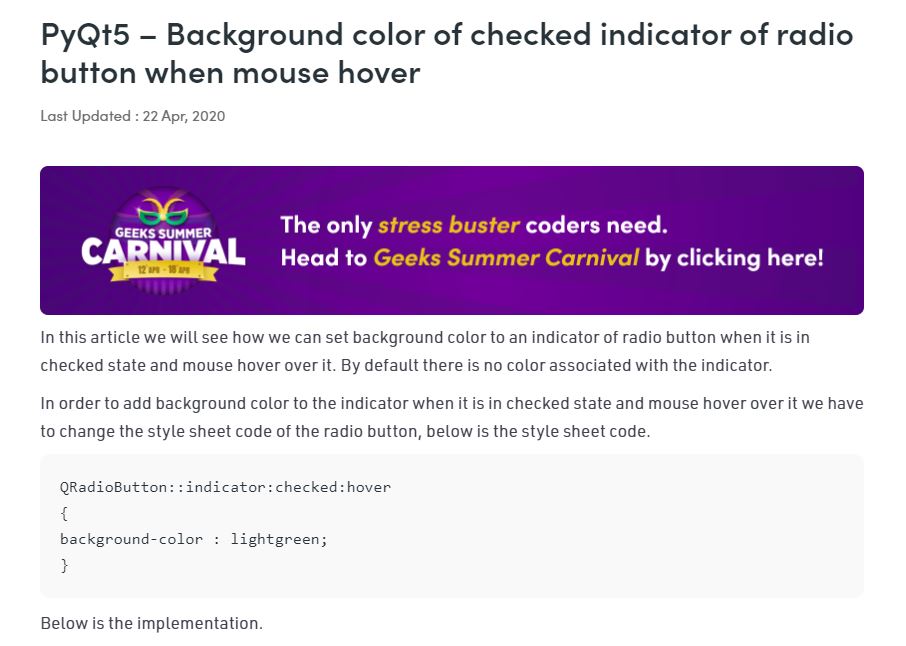 PyQt5 – Background color of checked indicator of radio
button when mouse hover
Last Updated : 22 Apr, 2020
GEEKS SUMMER
CARNIVAL
12 APR - 18 APR
The only stress buster coders need.
Head to Geeks Summer Carnival by clicking here!
In this article we will see how we can set background color to an indicator of radio button when it is in
checked state and mouse hover over it. By default there is no color associated with the indicator.
In order to add background color to the indicator when it is in checked state and mouse hover over it we have
to change the style sheet code of the radio button, below is the style sheet code.
QRadioButton::indicator:checked:hover
{
background-color : lightgreen;
}
Below is the implementation.